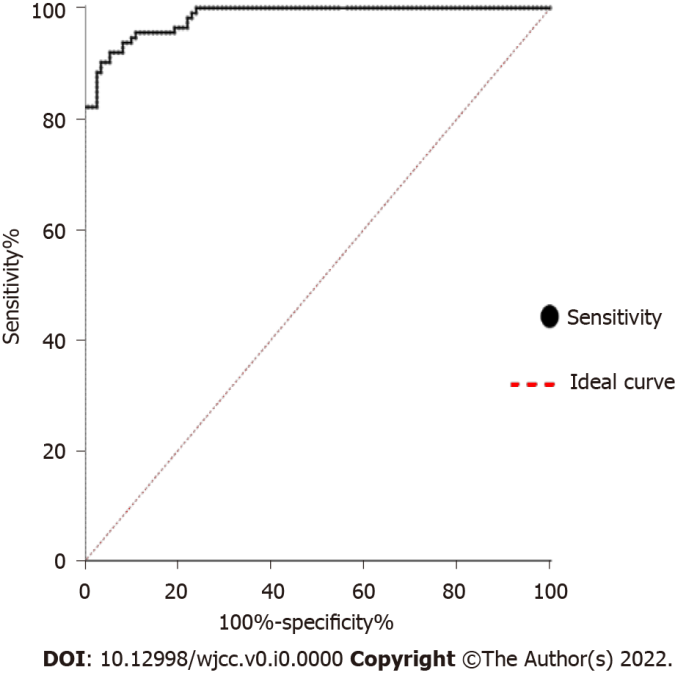 100
80
60
40
20
0
Sensitivity%
0 20 40 60 80 100
100%-specificity%
Sensitivity
Ideal curve
DOI: 10.12998/wjcc.v0.i0.0000 Copyright ©The Author(s) 2022.